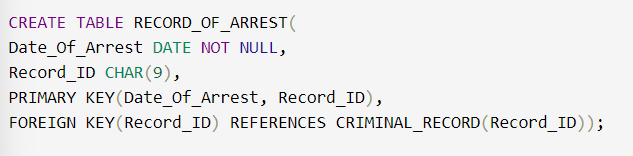 CREATE TABLE RECORD_OF_ARREST(
Date_Of_Arrest DATE NOT NULL,
Record_ID CHAR(9),
PRIMARY KEY(Date_Of_Arrest, Record_ID),
FOREIGN KEY(Record_ID) REFERENCES CRIMINAL_RECORD(Record_ID));